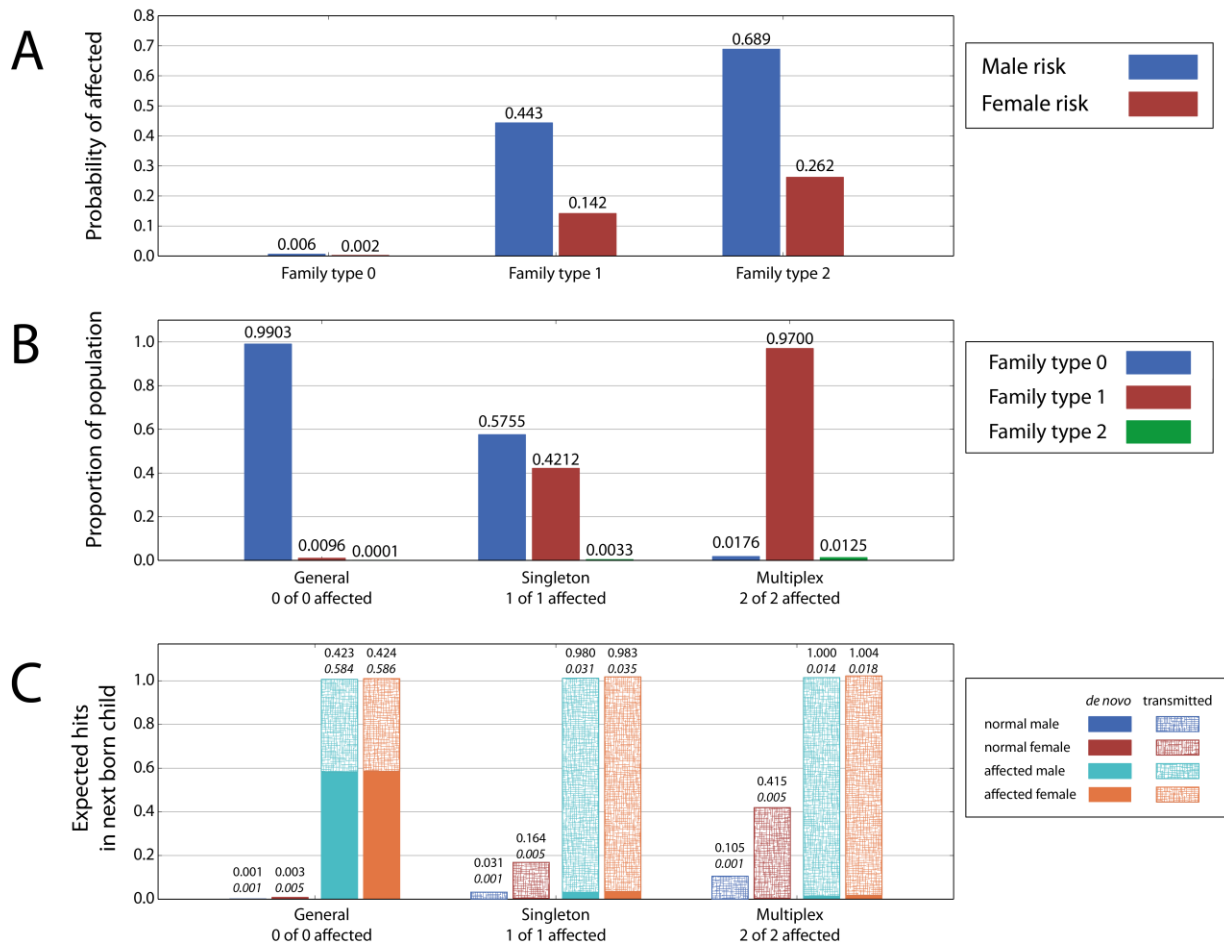 A
Probability of affected
0.8
0.7
0.6
0.5
0.4
0.3
0.2
0.1
0.0
0.006
0.002
0.443
0.142
0.689
0.262
Family type 0
Family type 1
Family type 2
Male risk
Female risk
B
Proportion of population
1.0
0.8
0.6
0.4
0.2
0.0
0.9903
0.0096
0.0001
0.5755
0.4212
0.0033
0.0176
0.9700
0.0125
General
0 of 0 affected
Singleton
1 of 1 affected
Multiplex
2 of 2 affected
Family type 0
Family type 1
Family type 2
C
Expected hits
in next born child
1.0
0.8
0.6
0.4
0.2
0.0
0.001
0.001
0.003
0.005
0.423
0.584
0.424
0.586
0.031
0.001
0.164
0.005
0.980
0.031
0.983
0.035
0.105
0.001
0.415
0.005
1.000
0.014
1.004
0.018
General
0 of 0 affected
Singleton
1 of 1 affected
Multiplex
2 of 2 affected
de novo transmitted
normal male
normal female
affected male
affected female